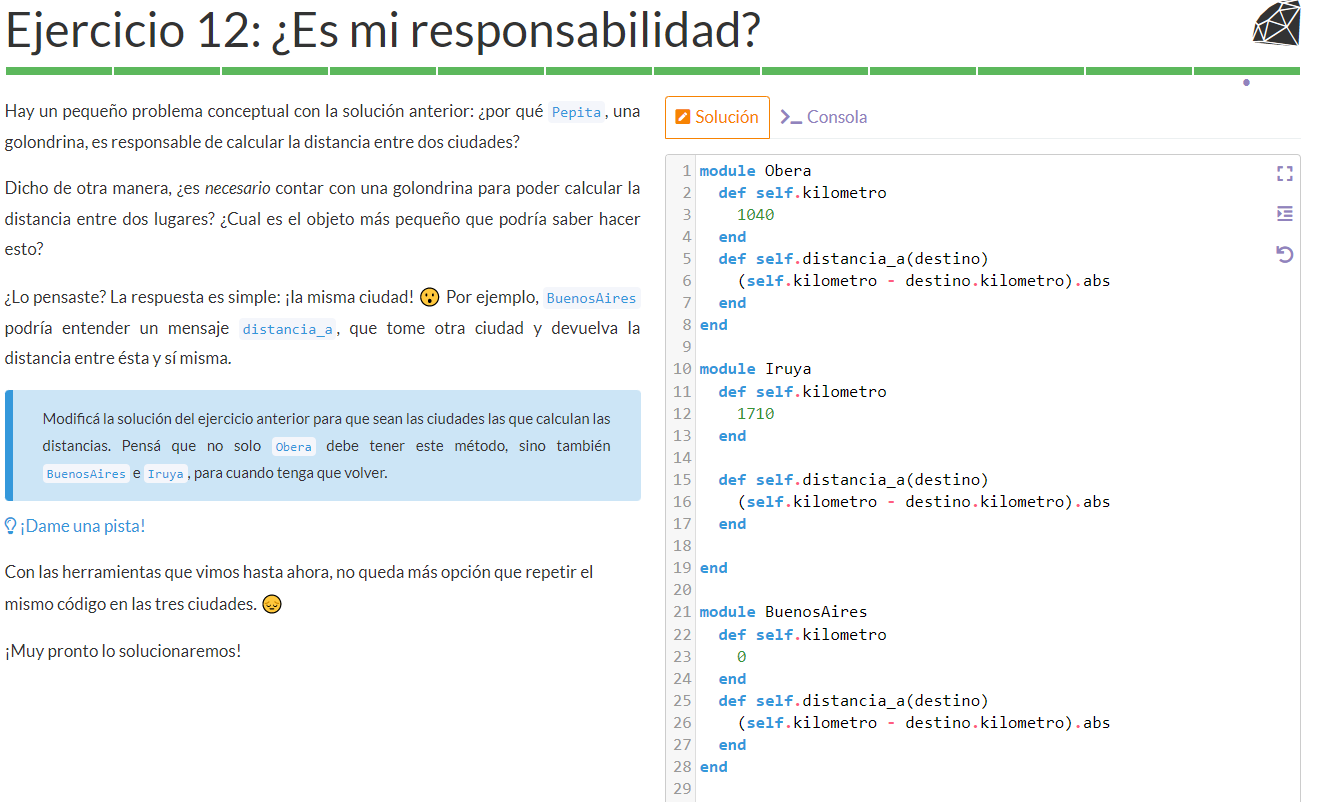 Ejercicio 12: ¿Es mi responsabilidad?
Hay un pequeño problema conceptual con la solución anterior: ¿por qué Pepita, una
golondrina, es responsable de calcular la distancia entre dos ciudades?
Dicho de otra manera, ¿es necesario contar con una golondrina para poder calcular la
distancia entre dos lugares? ¿Cual es el objeto más pequeño que podría saber hacer
esto?
¿Lo pensaste? La respuesta es simple: ¡la misma ciudad! 😮 Por ejemplo, BuenosAires
podría entender un mensaje distancia_a, que tome otra ciudad y devuelva la
distancia entre ésta y sí misma.
Modificá la solución del ejercicio anterior para que sean las ciudades las que calculan las
distancias. Pensá que no solo Obera debe tener este método, sino también
BuenosAires e Iruya, para cuando tenga que volver.
¡Dame una pista!
Con las herramientas que vimos hasta ahora, no queda más opción que repetir el
mismo código en las tres ciudades. 😔
¡Muy pronto lo solucionaremos!
Solución
Consola
1 module Obera
2   def self.kilometro
3     1040
4   end
5   def self.distancia_a(destino)
6     (self.kilometro - destino.kilometro).abs
7   end
8 end
9
10 module Iruya
11   def self.kilometro
12     1710
13   end
14
15   def self.distancia_a(destino)
16     (self.kilometro - destino.kilometro).abs
17   end
18
19 end
20
21 module BuenosAires
22   def self.kilometro
23     0
24   end
25   def self.distancia_a(destino)
26     (self.kilometro - destino.kilometro).abs
27   end
28 end
29